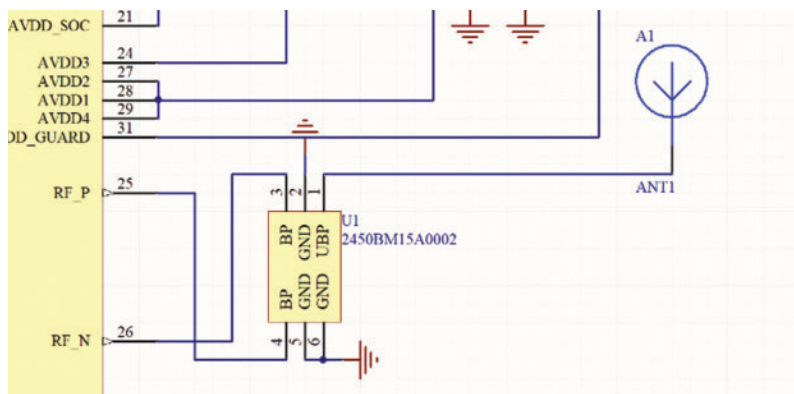 AVDD_SOC 21
AVDD3 24
AVDD2 27
AVDD1 28
AVDD4 29
DD_GUARD 31
RF_P 25
RF_N 26
A1
ANT1
3 2 1
BP GND UBP
U1
2450BM15A0002
BP GND GND
4 5 6